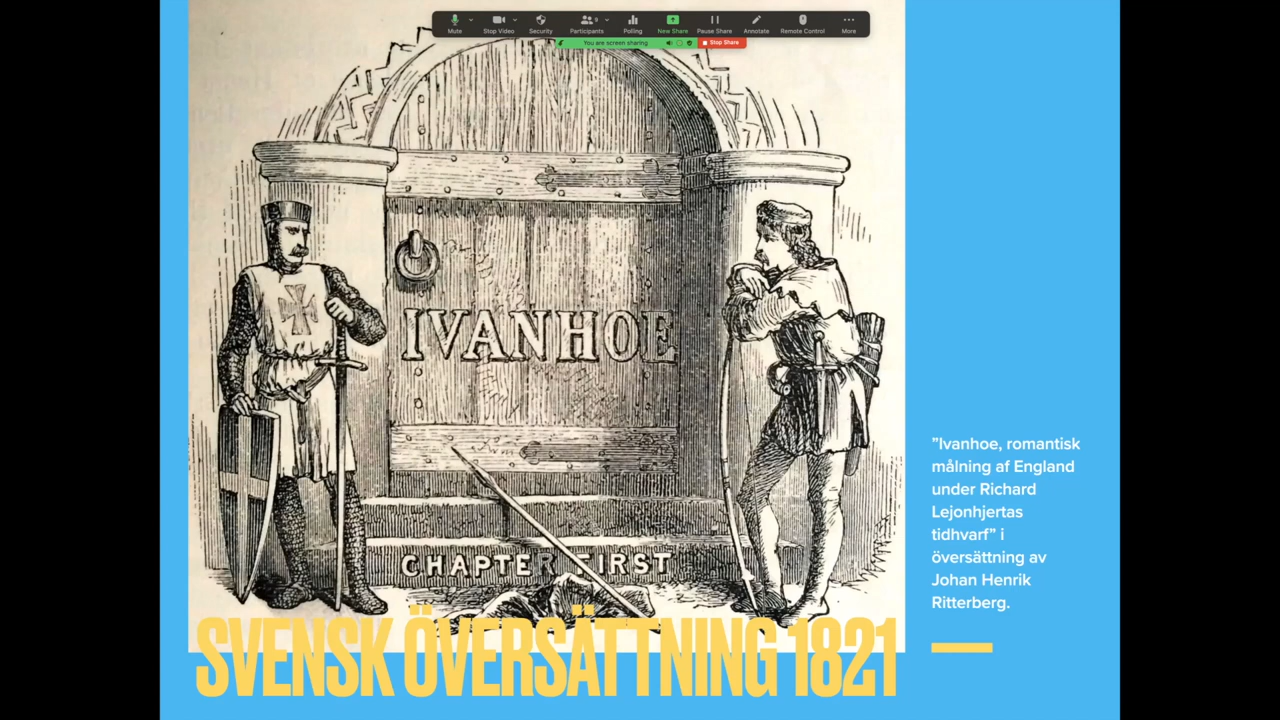 Mute
Stop Video
Security
Participants
9
Polling
New Share
Pause Share
Annotate
Remote Control
More
You are screen sharing
Stop Share
IVANHOE
CHAPTER FIRST
”Ivanhoe, romantisk
målning af England
under Richard
Lejonhjertas
tidhvarf” i
översättning av
Johan Henrik
Ritterberg.
SVENSK ÖVERSÄTTNING 1821